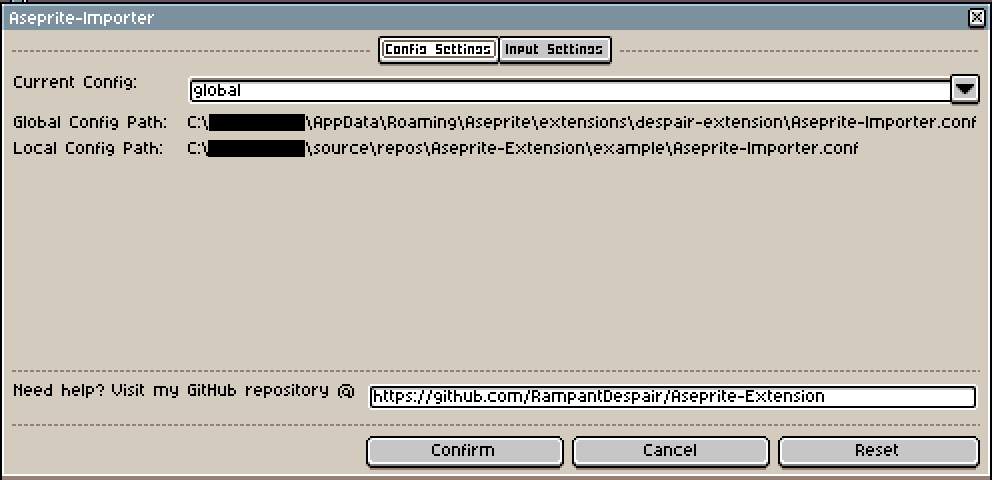 Aseprite-Importer
Config Settings Input Settings
Current Config: global
Global Config Path: C:\ \AppData\Roaming\Aseprite\extensions\despair-extension\Aseprite-Importer.conf
Local Config Path: C:\ \source\repos\Aseprite-Extension\example\Aseprite-Importer.conf
Need help? Visit my GitHub repository @ https://github.com/RampantDespair/Aseprite-Extension
Confirm Cancel Reset